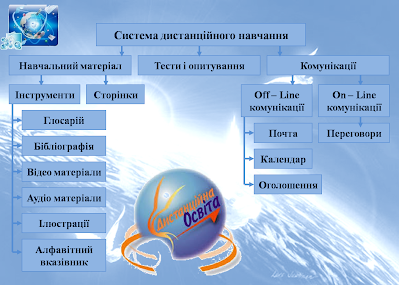 Система дистанційного навчання
Навчальний матеріал
Тести і опитування
Комунікації
Інструменти
Сторінки
Off – Line
комунікації
On – Line
комунікації
Глосарій
Бібліографія
Відео матеріали
Аудіо матеріали
Ілюстрації
Алфавітний
вказівник
Почта
Календар
Оголошення
Переговори
Дистанційна
Освіта